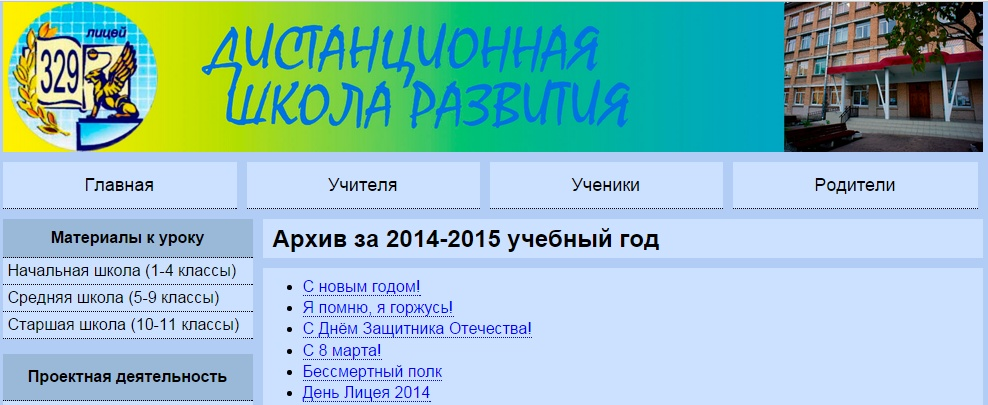 лицей
329
ДИСТАНЦИОННАЯ
ШКОЛА РАЗВИТИЯ
Главная
Учителя
Ученики
Родители
Материалы к уроку
Начальная школа (1-4 классы)
Средняя школа (5-9 классы)
Старшая школа (10-11 классы)
Проектная деятельность
Архив за 2014-2015 учебный год
С новым годом!
Я помню, я горжусь!
С Днём Защитника Отечества!
С 8 марта!
Бессмертный полк
День Лицея 2014